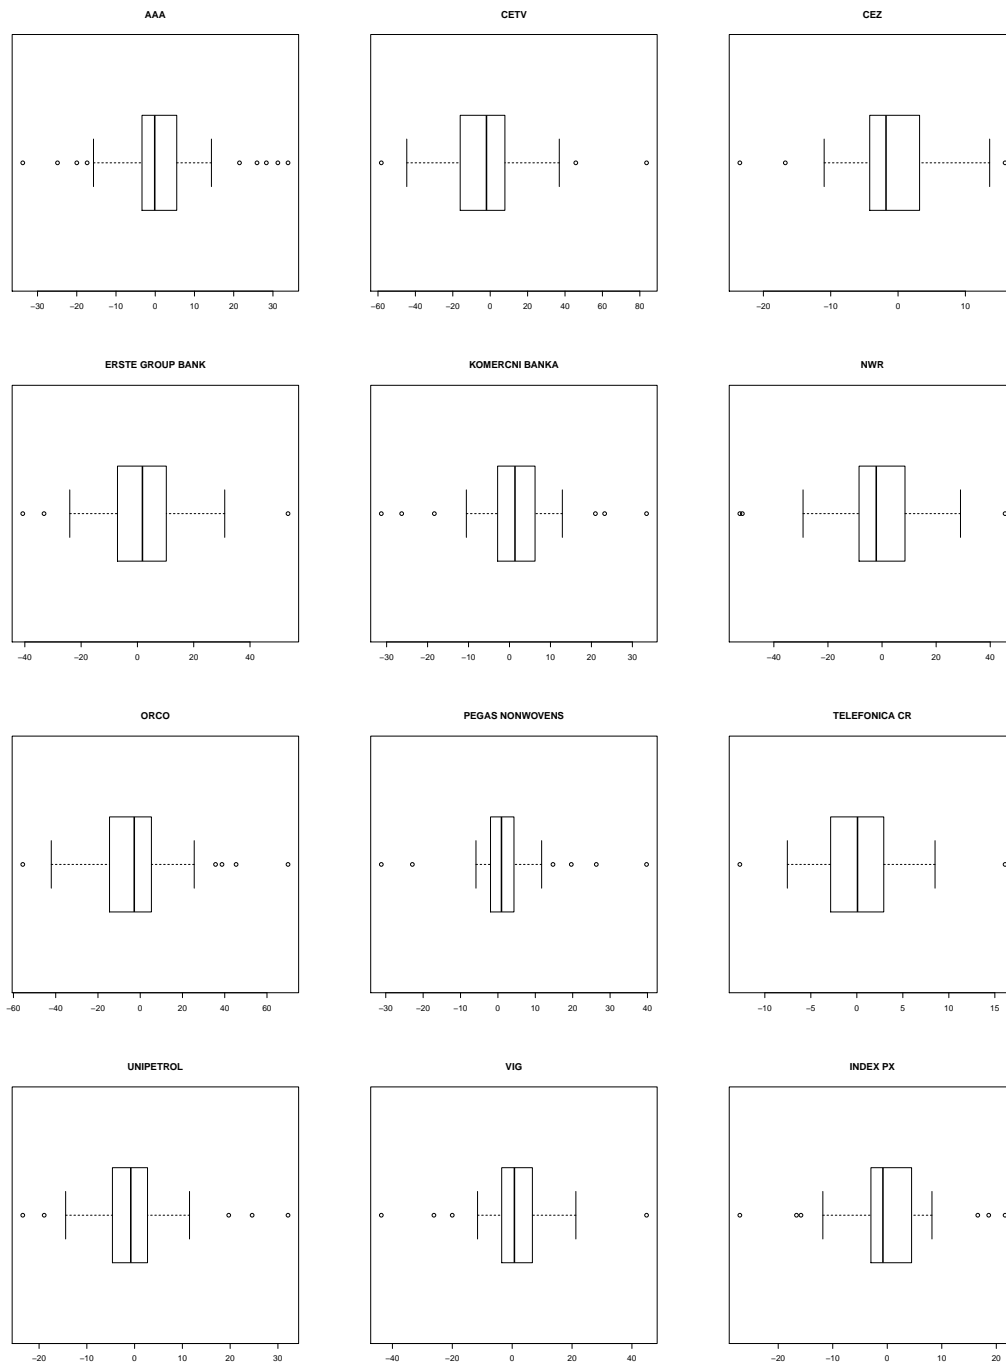 AAA CETV CEZ
−30 −20 −10 0 10 20 30 −60 −40 −20 0 20 40 60 80 −20 −10 0 10
ERSTE GROUP BANK KOMERCNI BANKA NWR
−40 −20 0 20 40 −30 −20 −10 0 10 20 30 −40 −20 0 20 40
ORCO PEGAS NONWOVENS TELEFONICA CR
−60 −40 −20 0 20 40 60 −30 −20 −10 0 10 20 30 40 −10 −5 0 5 10 15
UNIPETROL VIG INDEX PX
−20 −10 0 10 20 30 −40 −20 0 20 40 −20 −10 0 10 20